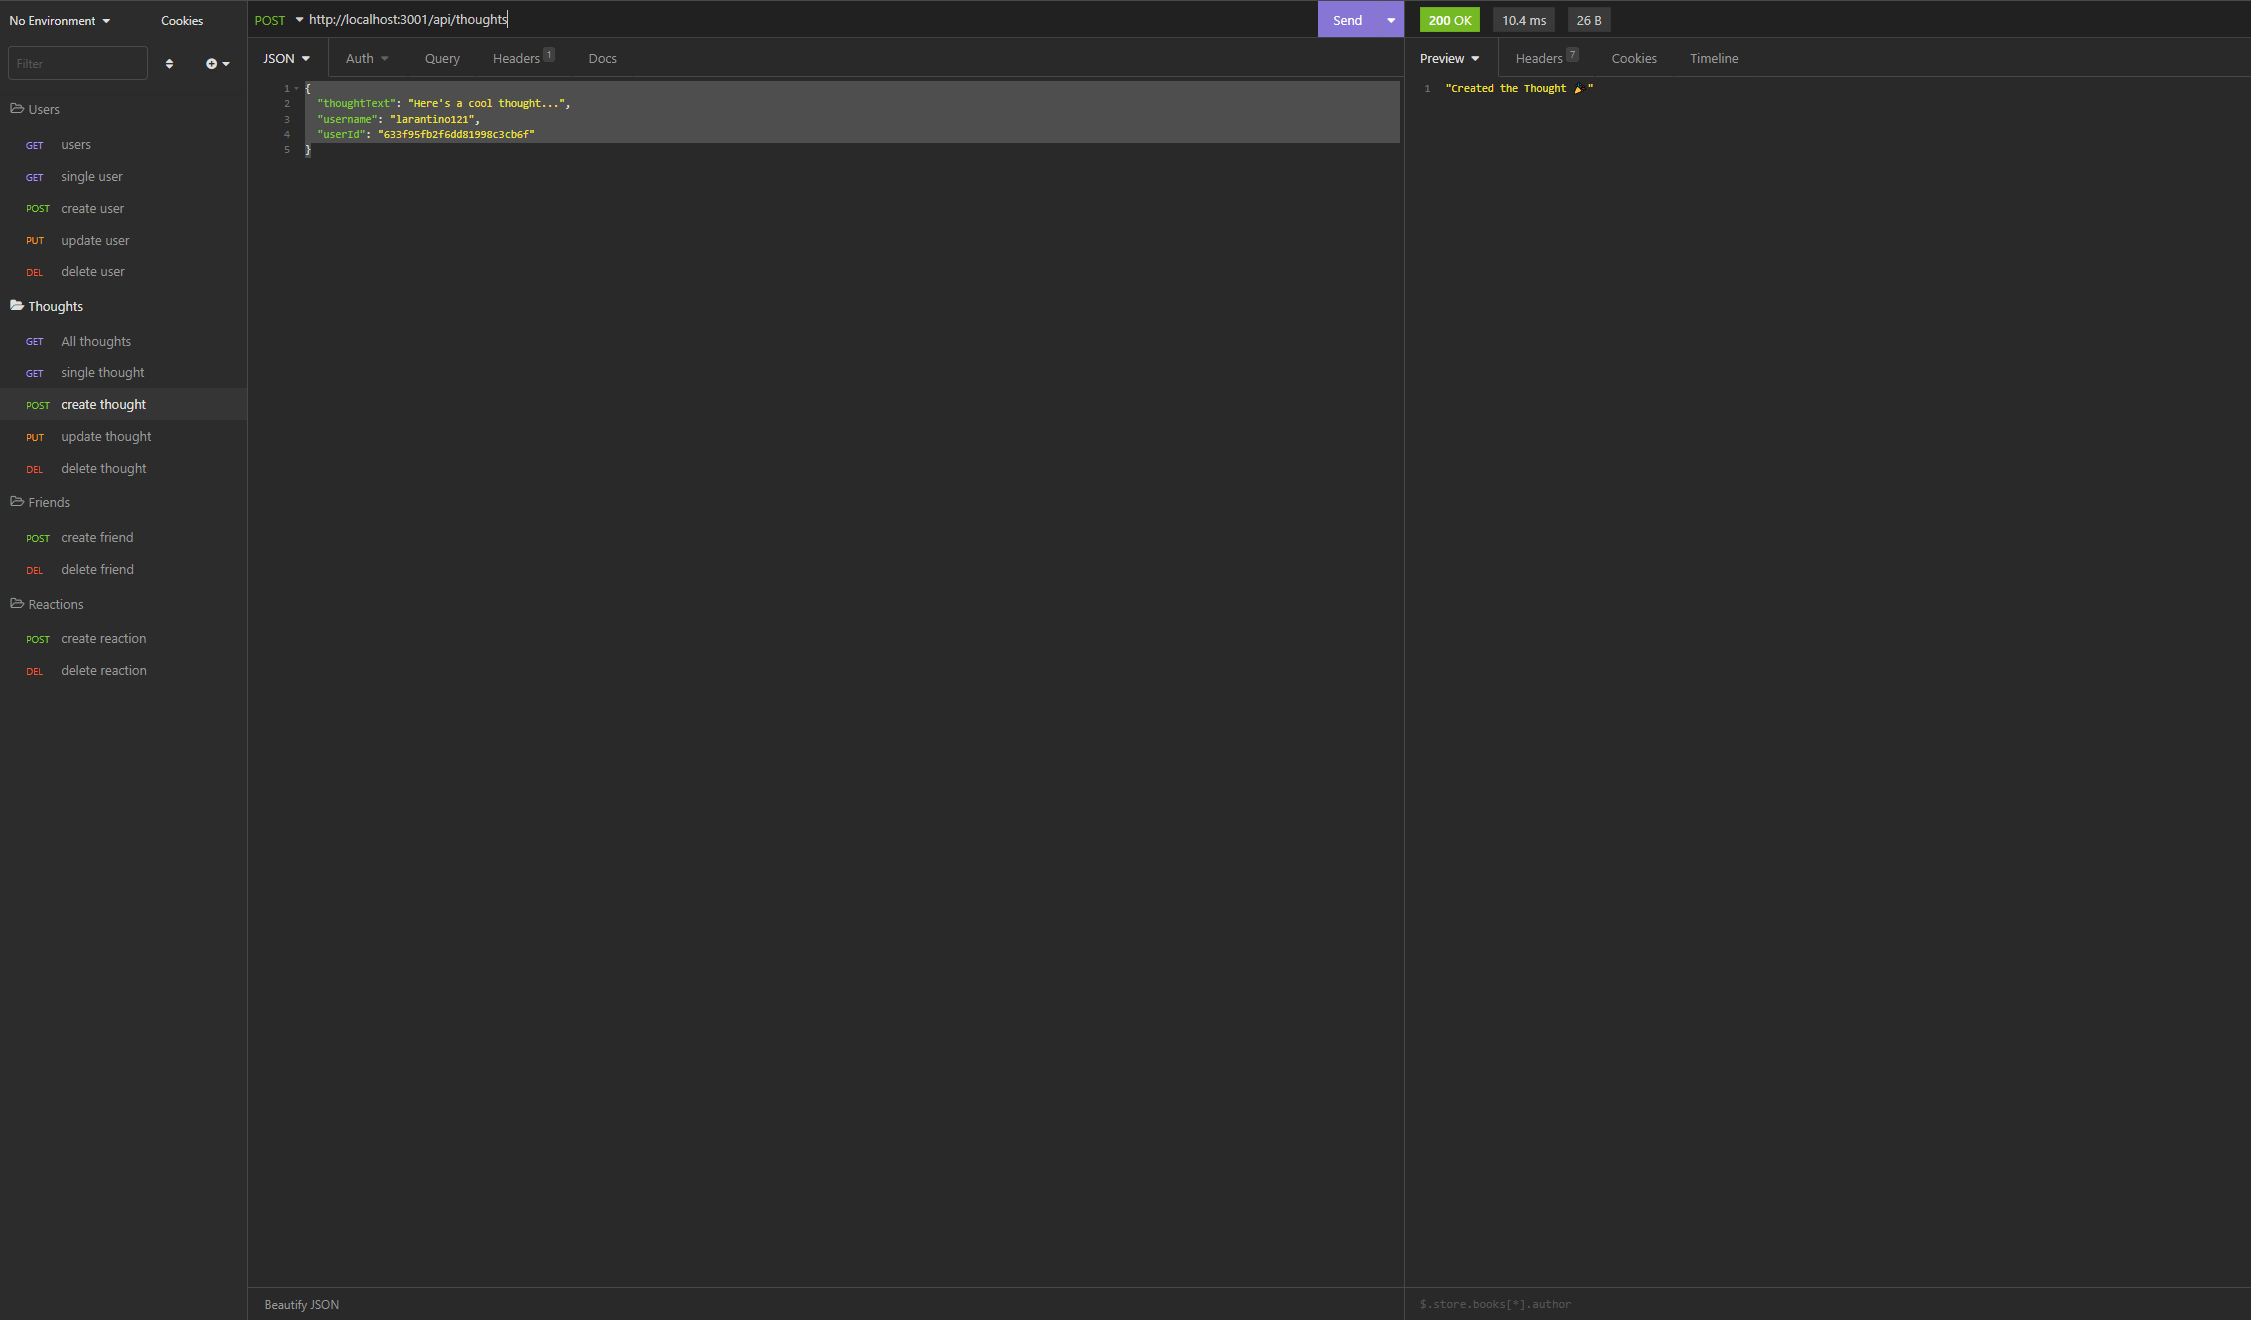 No Environment
Cookies
Filter
Users
GET users
GET single user
POST create user
PUT update user
DEL delete user
Thoughts
GET All thoughts
GET single thought
POST create thought
PUT update thought
DEL delete thought
Friends
POST create friend
DEL delete friend
Reactions
POST create reaction
DEL delete reaction
POST http://localhost:3001/api/thoughts Send
JSON Auth Query Headers 1 Docs
1 {
2 "thoughtText": "Here's a cool thought...",
3 "username": "larantino121",
4 "userId": "633f95fb2f6dd81998c3cb6f"
5 }
Beautify JSON
200 OK 10.4 ms 26 B
Preview Headers 7 Cookies Timeline
1 "Created the Thought 🎉"
$.store.books[*].author